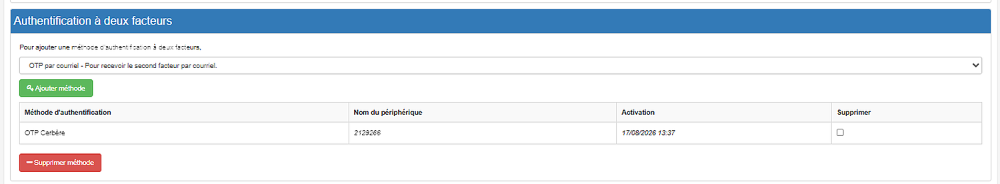 Authentification à deux facteurs
Pour ajouter une méthode d'authentification à deux facteurs,
OTP par courriel - Pour recevoir le second facteur par courriel.
Ajouter méthode
Méthode d'authentification Nom du périphérique Activation Supprimer
OTP Cerbère 2129266 17/08/2026 13:37
Supprimer méthode